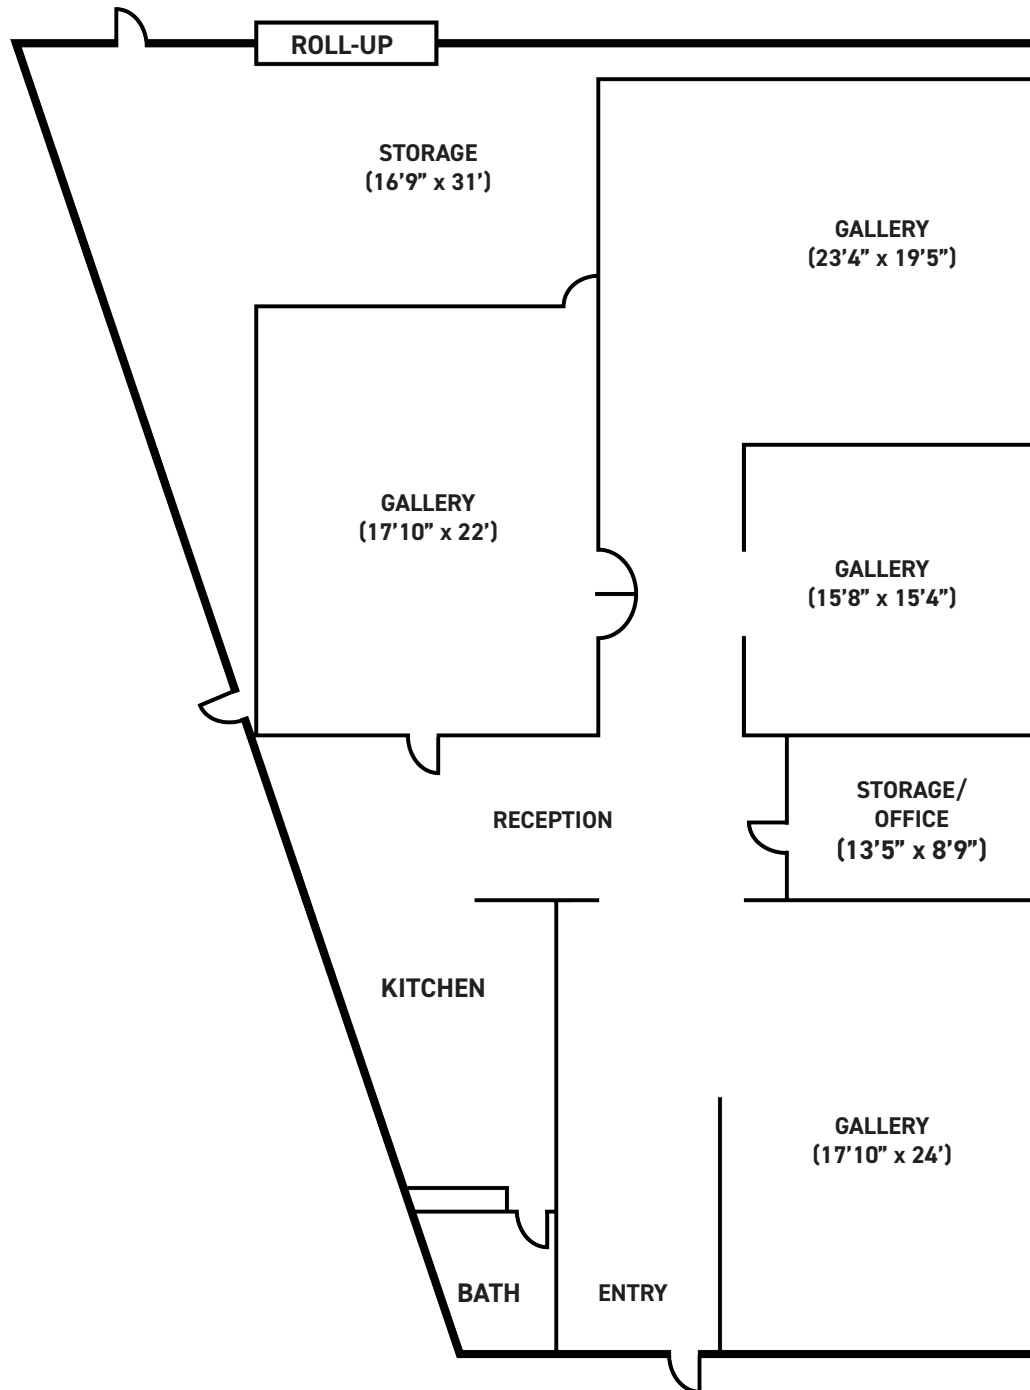 ROLL-UP
STORAGE
(16’9” x 31’)
GALLERY
(23’4” x 19’5”)
GALLERY
(17’10” x 22’)
GALLERY
(15’8” x 15’4”)
RECEPTION
STORAGE/
OFFICE
(13’5” x 8’9”)
KITCHEN
GALLERY
(17’10” x 24’)
BATH
ENTRY